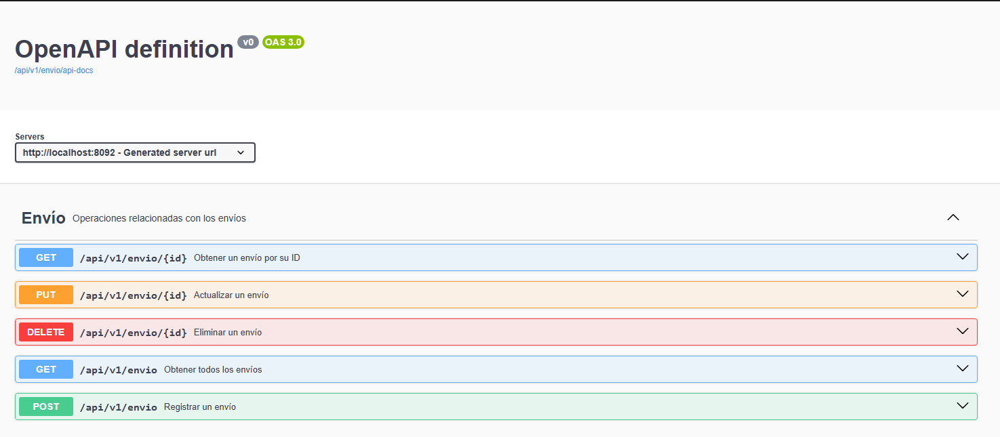 OpenAPI definition v0 OAS 3.0
/api/v1/envio/api-docs
Servers
http://localhost:8092 - Generated server url
Envío Operaciones relacionadas con los envíos
GET /api/v1/envio/{id} Obtener un envío por su ID
PUT /api/v1/envio/{id} Actualizar un envío
DELETE /api/v1/envio/{id} Eliminar un envío
GET /api/v1/envio Obtener todos los envíos
POST /api/v1/envio Registrar un envío